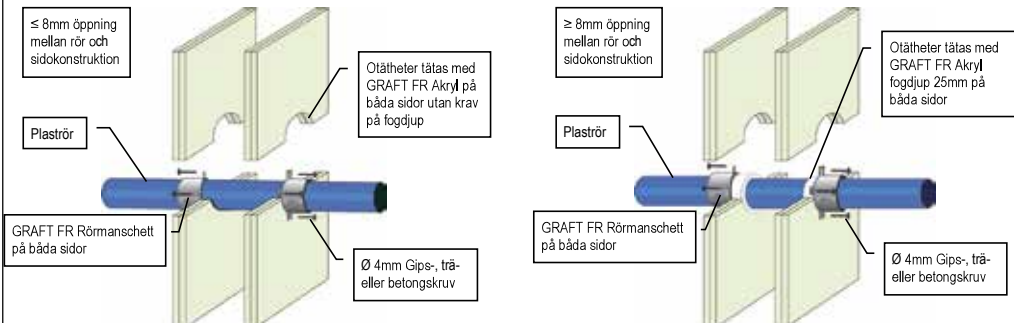 ≤ 8mm öppning
mellan rör och
sidokonstruktion
Otätheter tätas med
GRAFT FR Akryl på
båda sidor utan krav
på fogdjup
Plaströr
GRAFT FR Rörmanschett
på båda sidor
Ø 4mm Gips-, trä-
eller betongskruv
≥ 8mm öppning
mellan rör och
sidokonstruktion
Otätheter tätas med
GRAFT FR Akryl
fogdjup 25mm på
båda sidor
Plaströr
GRAFT FR Rörmanschett
på båda sidor
Ø 4mm Gips-, trä-
eller betongskruv